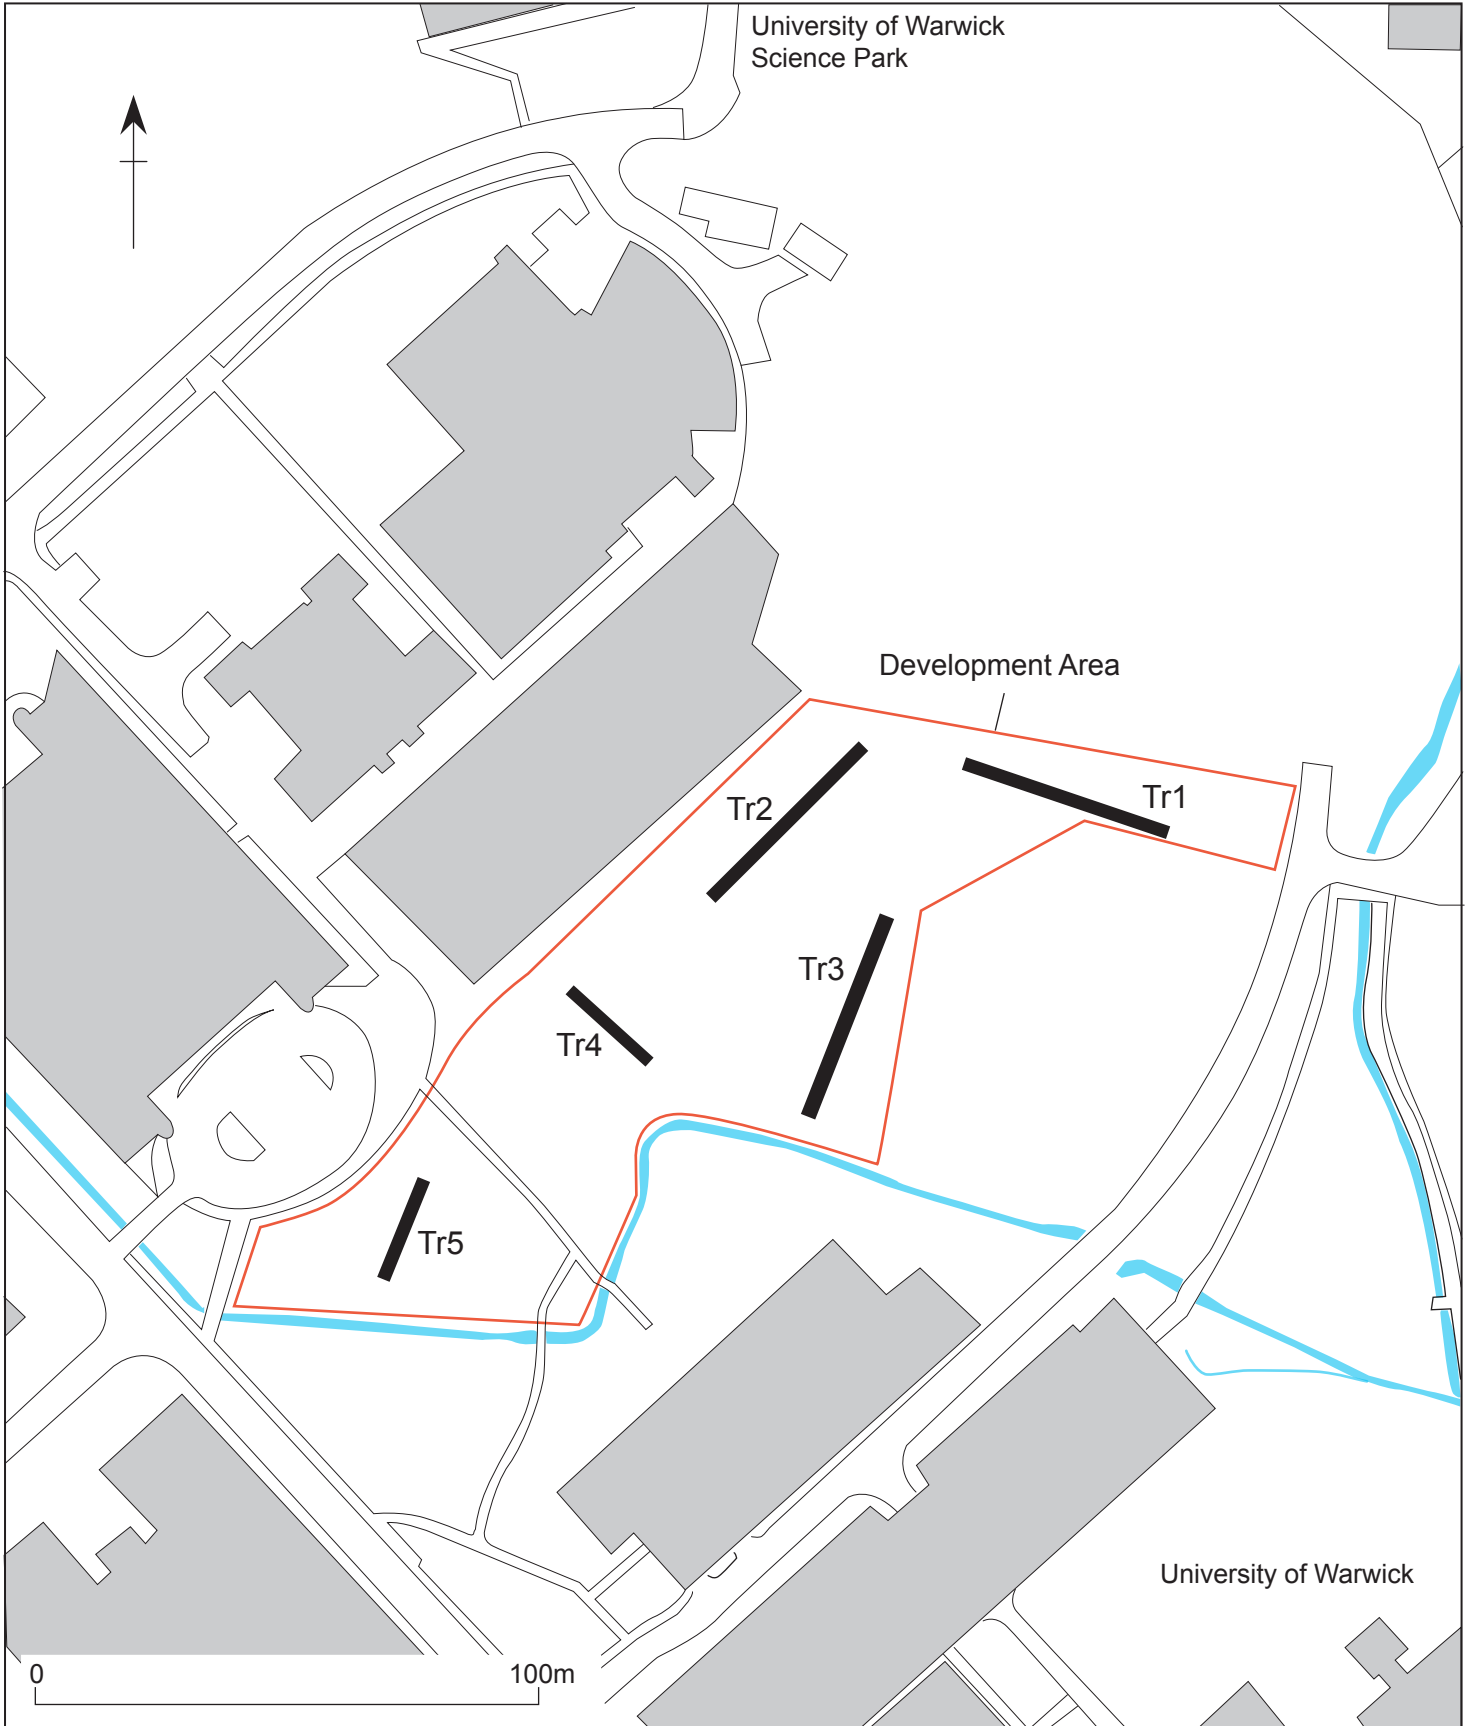 University of Warwick
Science Park
Development Area
Tr1
Tr2
Tr3
Tr4
Tr5
University of Warwick
0 100m